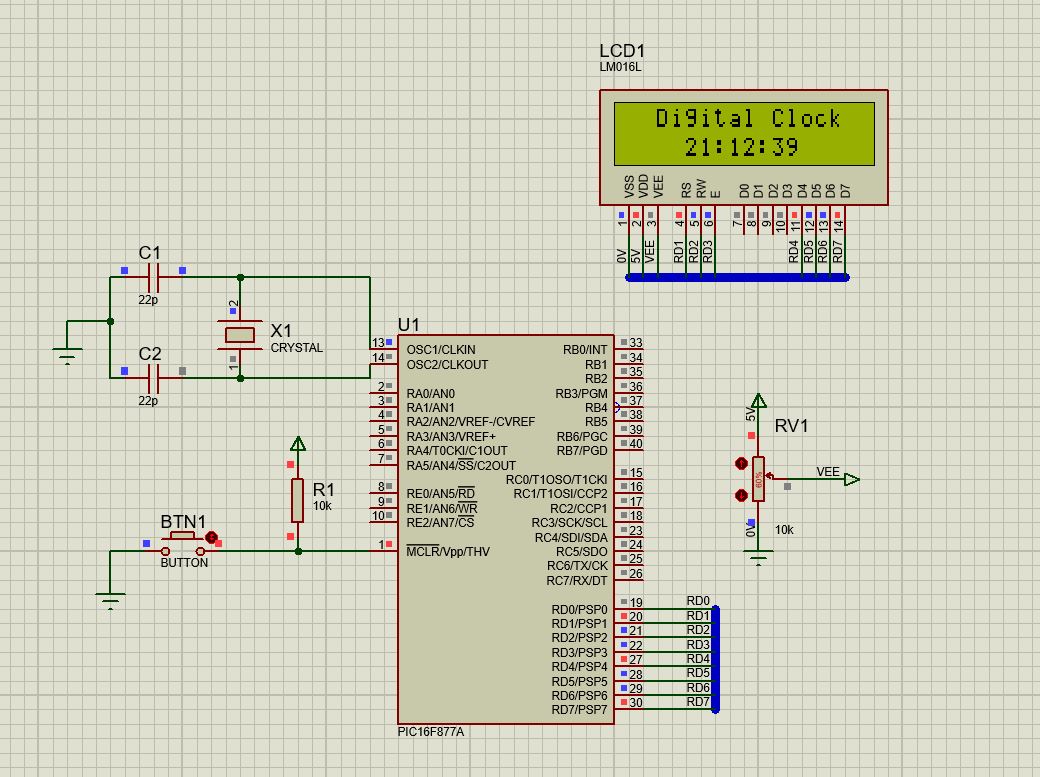 LCD1
LM016L
Digital Clock
21:12:39
VSS VDD VEE RS RW E D0 D1 D2 D3 D4 D5 D6 D7
1 2 3 4 5 6 7 8 9 10 11 12 13 14
0V 5V VEE RD1 RD2 RD3 RD4 RD5 RD6 RD7
C1
22p
2
X1
CRYSTAL
1
C2
22p
U1
13 OSC1/CLKIN
14 OSC2/CLKOUT
2 RA0/AN0
3 RA1/AN1
4 RA2/AN2/VREF-/CVREF
5 RA3/AN3/VREF+
6 RA4/T0CKI/C1OUT
7 RA5/AN4/SS/C2OUT
8 RE0/AN5/RD
9 RE1/AN6/WR
10 RE2/AN7/CS
1 MCLR/Vpp/THV
RB0/INT 33
RB1 34
RB2 35
RB3/PGM 36
RB4 37
RB5 38
RB6/PGC 39
RB7/PGD 40
RC0/T1OSO/T1CKI 15
RC1/T1OSI/CCP2 16
RC2/CCP1 17
RC3/SCK/SCL 18
RC4/SDI/SDA 23
RC5/SDO 24
RC6/TX/CK 25
RC7/RX/DT 26
RD0/PSP0 19 RD0
RD1/PSP1 20 RD1
RD2/PSP2 21 RD2
RD3/PSP3 22 RD3
RD4/PSP4 27 RD4
RD5/PSP5 28 RD5
RD6/PSP6 29 RD6
RD7/PSP7 30 RD7
PIC16F877A
R1
10k
BTN1
BUTTON
5V
RV1
60%
VEE
0V
10k